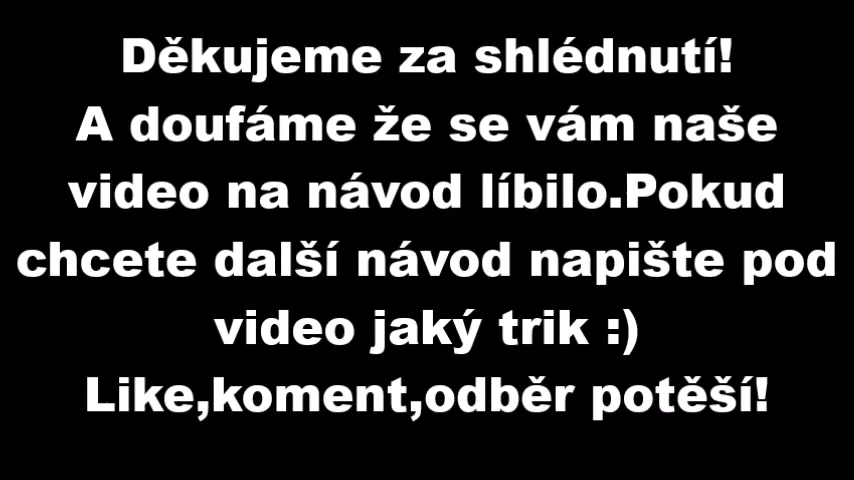 Děkujeme za shlédnutí!
A doufáme že se vám naše
video na návod líbilo.Pokud
chcete další návod napište pod
video jaký trik :)
Like,koment,odběr potěší!